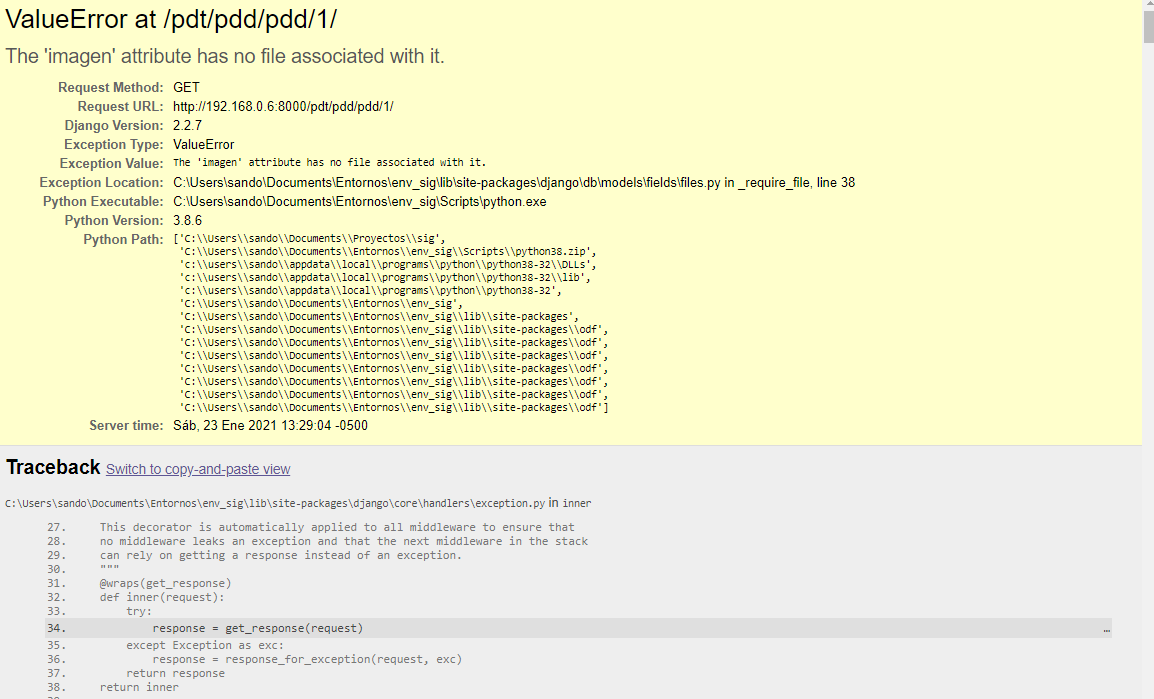 ValueError at /pdt/pdd/pdd/1/
The 'imagen' attribute has no file associated with it.
Request Method: GET
Request URL: http://192.168.0.6:8000/pdt/pdd/pdd/1/
Django Version: 2.2.7
Exception Type: ValueError
Exception Value: The 'imagen' attribute has no file associated with it.
Exception Location: C:\Users\sando\Documents\Entornos\env_sig\lib\site-packages\django\db\models\fields\files.py in _require_file, line 38
Python Executable: C:\Users\sando\Documents\Entornos\env_sig\Scripts\python.exe
Python Version: 3.8.6
Python Path: ['C:\\Users\\sando\\Documents\\Proyectos\\sig',
'C:\\Users\\sando\\Documents\\Entornos\\env_sig\\Scripts\\python38.zip',
'c:\\users\\sando\\appdata\\local\\programs\\python\\python38-32\\DLLs',
'c:\\users\\sando\\appdata\\local\\programs\\python\\python38-32\\lib',
'c:\\users\\sando\\appdata\\local\\programs\\python\\python38-32',
'C:\\Users\\sando\\Documents\\Entornos\\env_sig',
'C:\\Users\\sando\\Documents\\Entornos\\env_sig\\lib\\site-packages',
'C:\\Users\\sando\\Documents\\Entornos\\env_sig\\lib\\site-packages\\odf',
'C:\\Users\\sando\\Documents\\Entornos\\env_sig\\lib\\site-packages\\odf',
'C:\\Users\\sando\\Documents\\Entornos\\env_sig\\lib\\site-packages\\odf',
'C:\\Users\\sando\\Documents\\Entornos\\env_sig\\lib\\site-packages\\odf',
'C:\\Users\\sando\\Documents\\Entornos\\env_sig\\lib\\site-packages\\odf',
'C:\\Users\\sando\\Documents\\Entornos\\env_sig\\lib\\site-packages\\odf',
'C:\\Users\\sando\\Documents\\Entornos\\env_sig\\lib\\site-packages\\odf']
Server time: Sáb, 23 Ene 2021 13:29:04 -0500
Traceback Switch to copy-and-paste view
C:\Users\sando\Documents\Entornos\env_sig\lib\site-packages\django\core\handlers\exception.py in inner
27. This decorator is automatically applied to all middleware to ensure that
28. no middleware leaks an exception and that the next middleware in the stack
29. can rely on getting a response instead of an exception.
30. """
31. @wraps(get_response)
32. def inner(request):
33. try:
34. response = get_response(request) …
35. except Exception as exc:
36. response = response_for_exception(request, exc)
37. return response
38. return inner